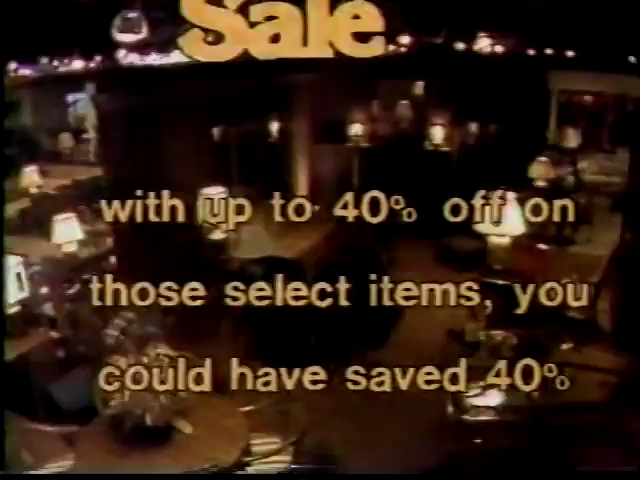 Sale
with up to 40% off on
those select items, you
could have saved 40%